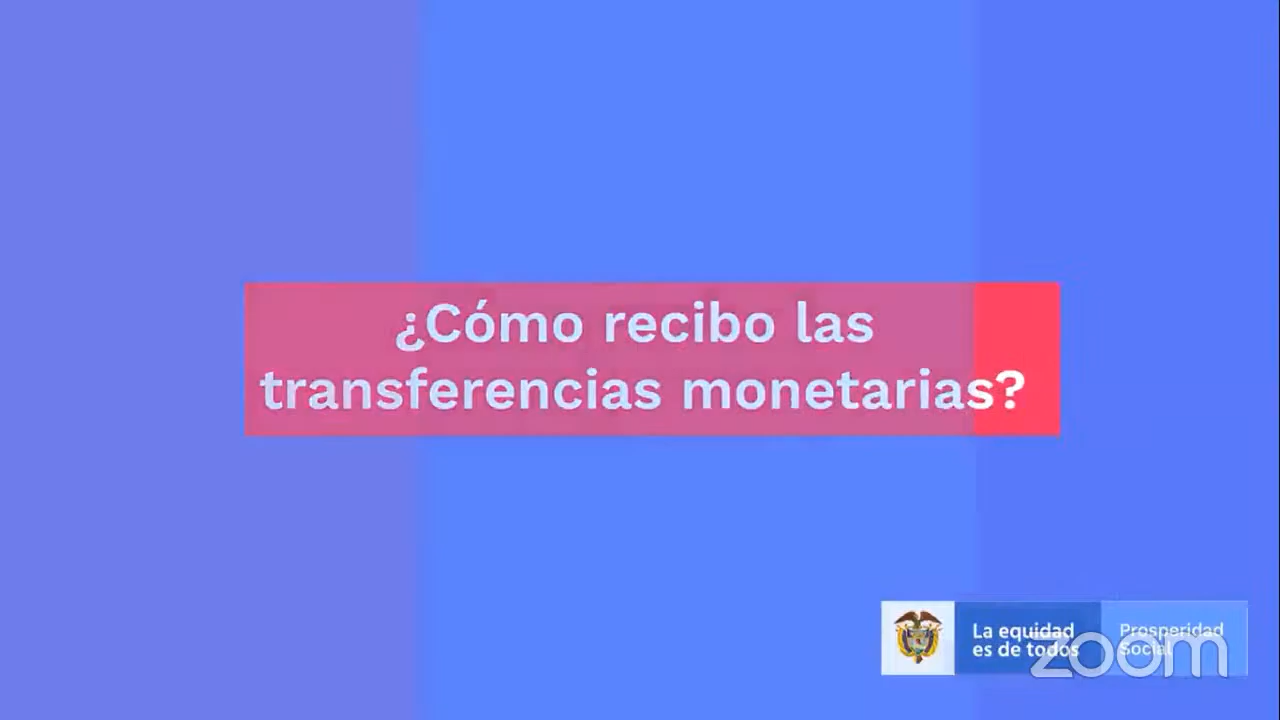 ¿Cómo recibo las
transferencias monetarias?
La equidad
es de todos
Prosperidad
Social
zoom